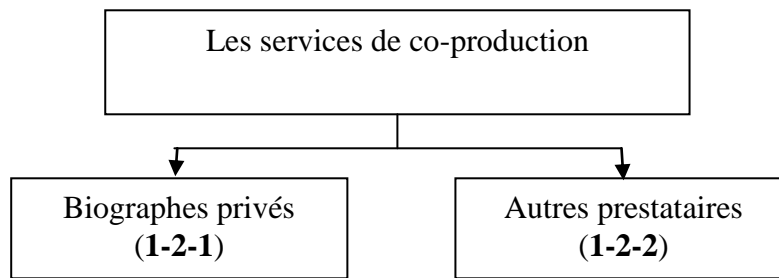 Les services de co-production
Biographes privés
(1-2-1)
Autres prestataires
(1-2-2)